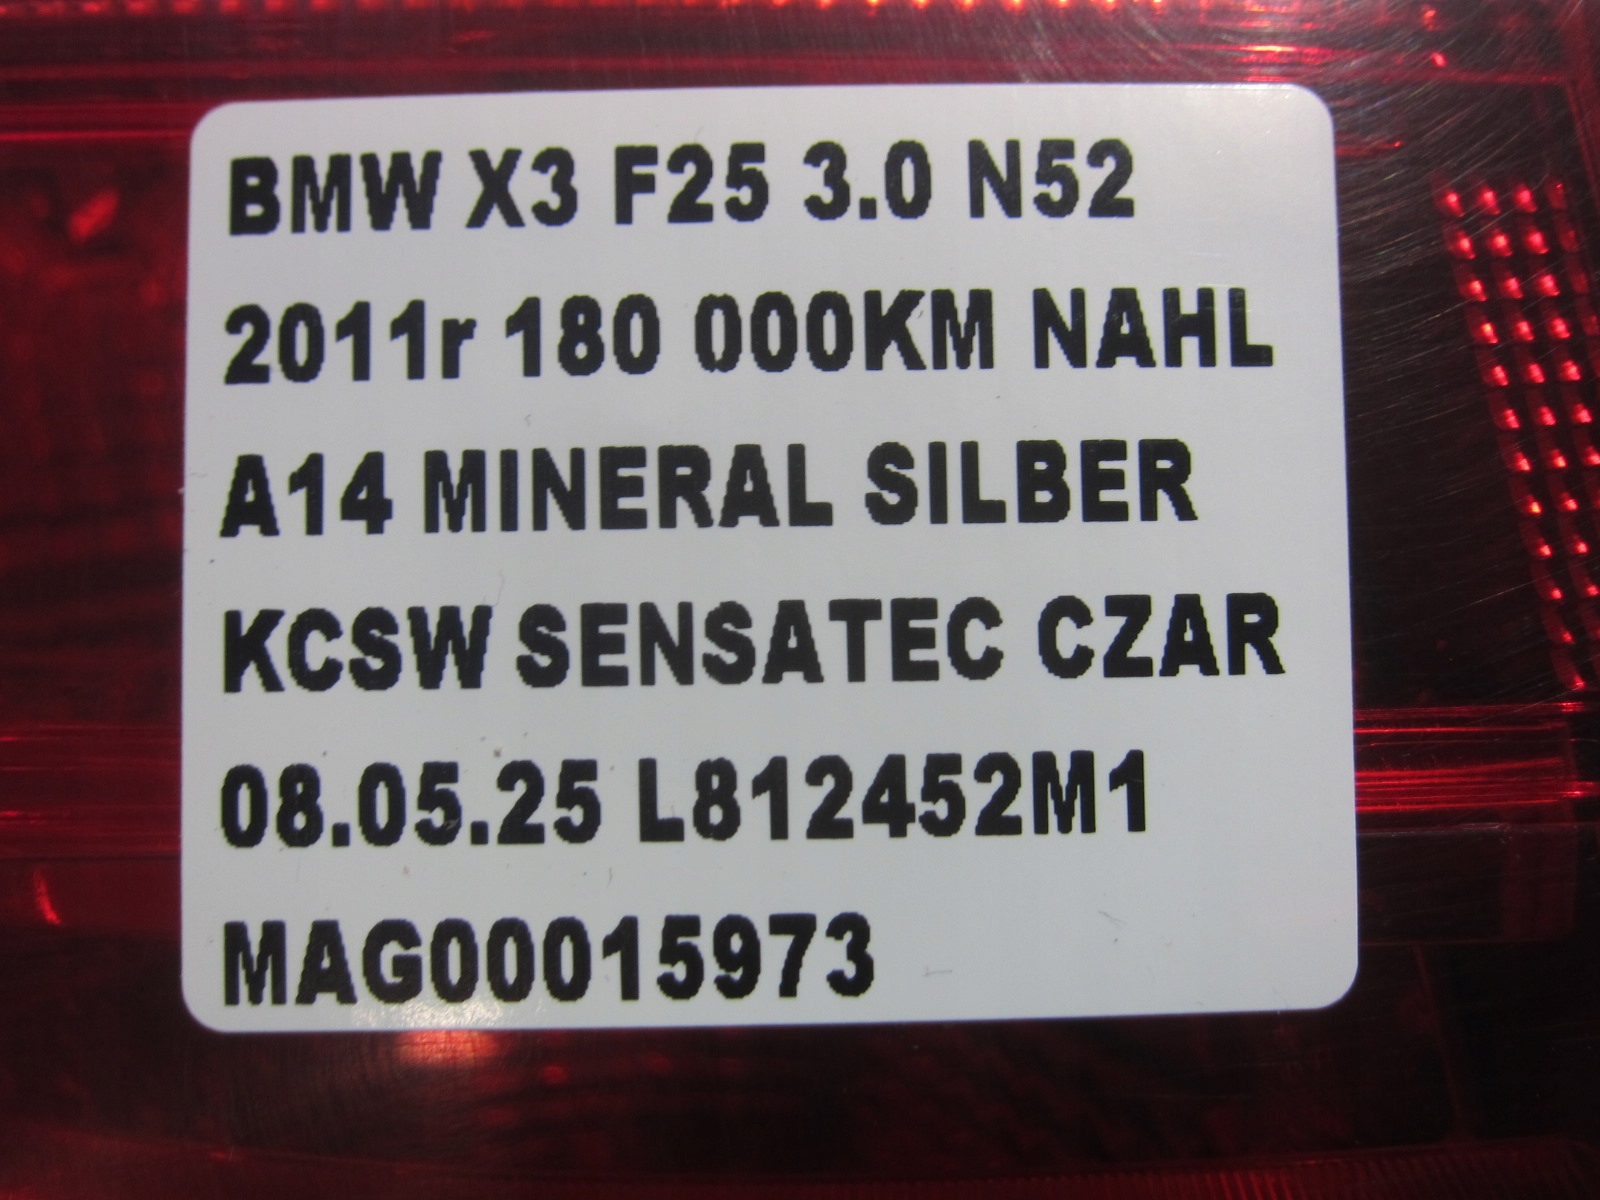 BMW X3 F25 3.0 N52
2011r 180 000KM NAHL
A14 MINERAL SILBER
KCSW SENSATEC CZAR
08.05.25 L812452M1
MAG00015973